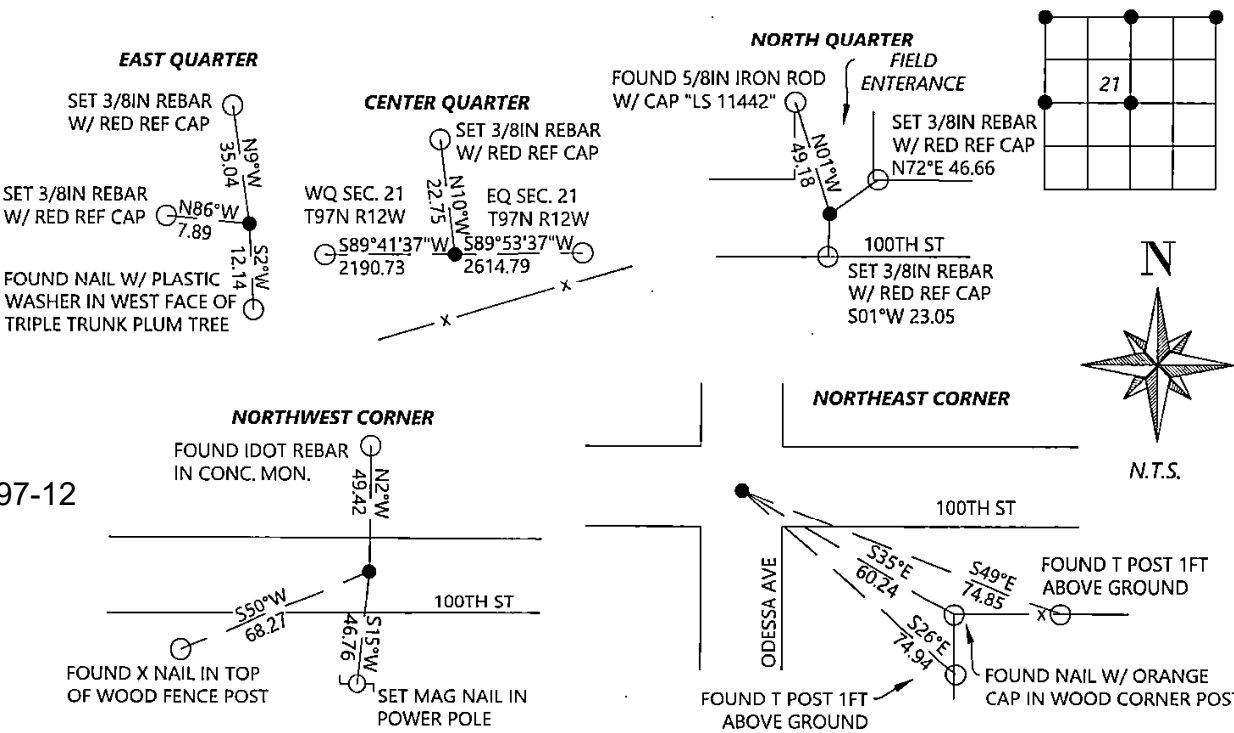 EAST QUARTER
SET 3/8IN REBAR
W/ RED REF CAP
N9°W
35.04
SET 3/8IN REBAR
W/ RED REF CAP
N86°W
7.89
S2°W
12.14
FOUND NAIL W/ PLASTIC
WASHER IN WEST FACE OF
TRIPLE TRUNK PLUM TREE
CENTER QUARTER
SET 3/8IN REBAR
W/ RED REF CAP
N10°W
22.75
WQ SEC. 21
T97N R12W
EQ SEC. 21
T97N R12W
S89°41'37"W
2190.73
S89°53'37"W
2614.79
X
X
NORTH QUARTER
FOUND 5/8IN IRON ROD
W/ CAP "LS 11442"
FIELD
ENTERANCE
N01°W
49.18
SET 3/8IN REBAR
W/ RED REF CAP
N72°E 46.66
100TH ST
SET 3/8IN REBAR
W/ RED REF CAP
S01°W 23.05
21
N
N.T.S.
97-12
NORTHWEST CORNER
FOUND IDOT REBAR
IN CONC. MON.
N2°W
49.42
100TH ST
S50°W
68.27
S15°W
46.76
FOUND X NAIL IN TOP
OF WOOD FENCE POST
SET MAG NAIL IN
POWER POLE
NORTHEAST CORNER
100TH ST
ODESSA AVE
S35°E
60.24
S49°E
74.85
S26°E
74.94
FOUND T POST 1FT
ABOVE GROUND
X
FOUND NAIL W/ ORANGE
CAP IN WOOD CORNER POST
FOUND T POST 1FT
ABOVE GROUND